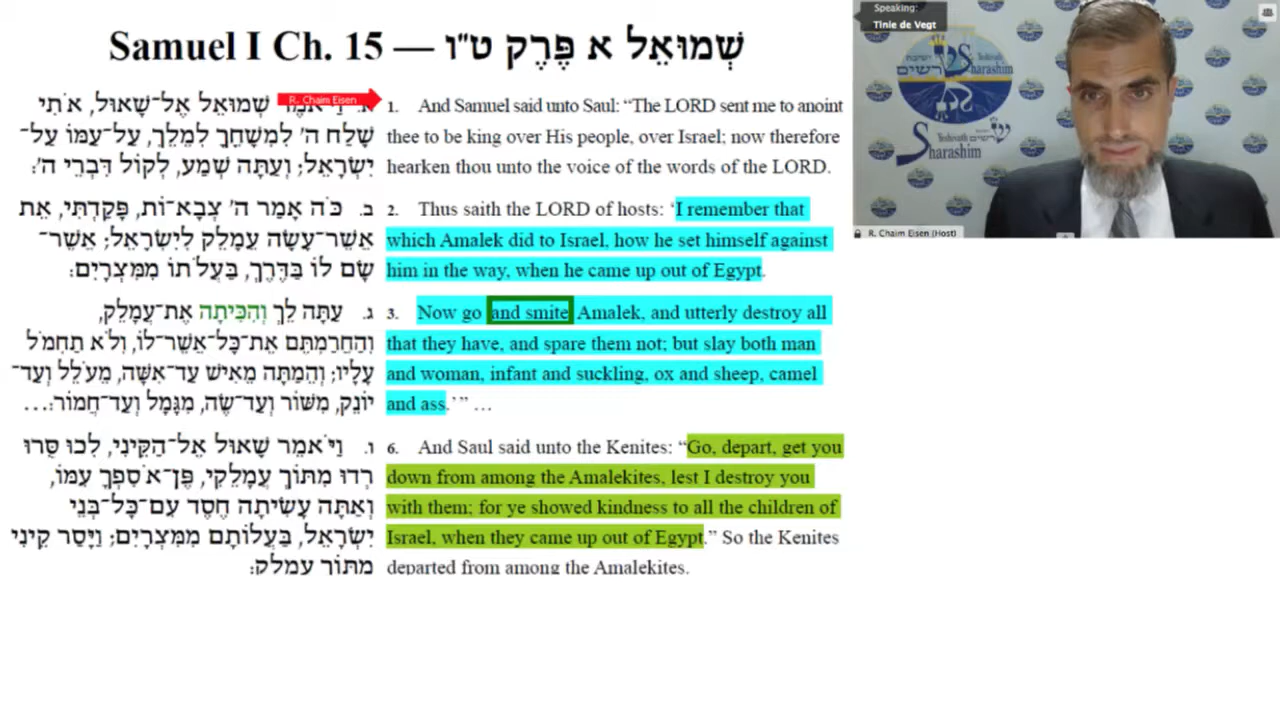 Samuel I Ch. 15 — שְׁמוּאֵל א פֶּרֶק ט"ו
שְׁמוּאֵל אֶל־שָׁאוּל, אֹתִי
שָׁלַח ה' לִמְשָׁחֳךָ לְמֶלֶךְ, עַל־עַמּוֹ עַל־
יִשְׂרָאֵל; וְעַתָּה שְׁמַע, לְקוֹל דִּבְרֵי ה':
ב. כֹּה אָמַר ה' צְבָא־וֹת, פָּקַדְתִּי, אֵת
אֲשֶׁר־עָשָׂה עֲמָלֵק לְיִשְׂרָאֵל; אֲשֶׁר־
שָׂם לוֹ בַּדֶּרֶךְ, בַּעֲלֹתוֹ מִמִּצְרָיִם:
ג. עַתָּה לֵךְ וְהִכִּיתָה אֶת־עֲמָלֵק,
וְהַחֲרַמְתֶּם אֶת־כׇּל־אֲשֶׁר־לוֹ, וְלֹא תַחְמֹל
עָלָיו; וְהֵמַתָּה מֵאִישׁ עַד־אִשָּׁה, מֵעֹלֵל וְעַד־
יוֹנֵק, מִשּׁוֹר וְעַד־שֶׂה, מִגָּמָל וְעַד־חֲמוֹר:…
ו. וַיֹּאמֶר שָׁאוּל אֶל־הַקֵּינִי, לְכוּ סֻּרוּ
רְדוּ מִתּוֹךְ עֲמָלֵקִי, פֶּן־אֹסִפְךָ עִמּוֹ,
וְאַתָּה עָשִׂיתָה חֶסֶד עִם־כׇּל־בְּנֵי
יִשְׂרָאֵל, בַּעֲלוֹתָם מִמִּצְרָיִם; וַיָּסַר קֵינִי
מִתּוֹךְ עֲמָלֵק:
R. Chaim Eisen
1. And Samuel said unto Saul: “The LORD sent me to anoint
thee to be king over His people, over Israel; now therefore
hearken thou unto the voice of the words of the LORD.
2. Thus saith the LORD of hosts: ‘I remember that
which Amalek did to Israel, how he set himself against
him in the way, when he came up out of Egypt.
3. Now go and smite Amalek, and utterly destroy all
that they have, and spare them not; but slay both man
and woman, infant and suckling, ox and sheep, camel
and ass.’” …
6. And Saul said unto the Kenites: “Go, depart, get you
down from among the Amalekites, lest I destroy you
with them; for ye showed kindness to all the children of
Israel, when they came up out of Egypt.” So the Kenites
departed from among the Amalekites.
Speaking:
Tinie de Vegt
ישיבת
שרשים
Yeshivath
Sharashim
Yeshivath שרשים
Sharashim
R. Chaim Eisen (Host)